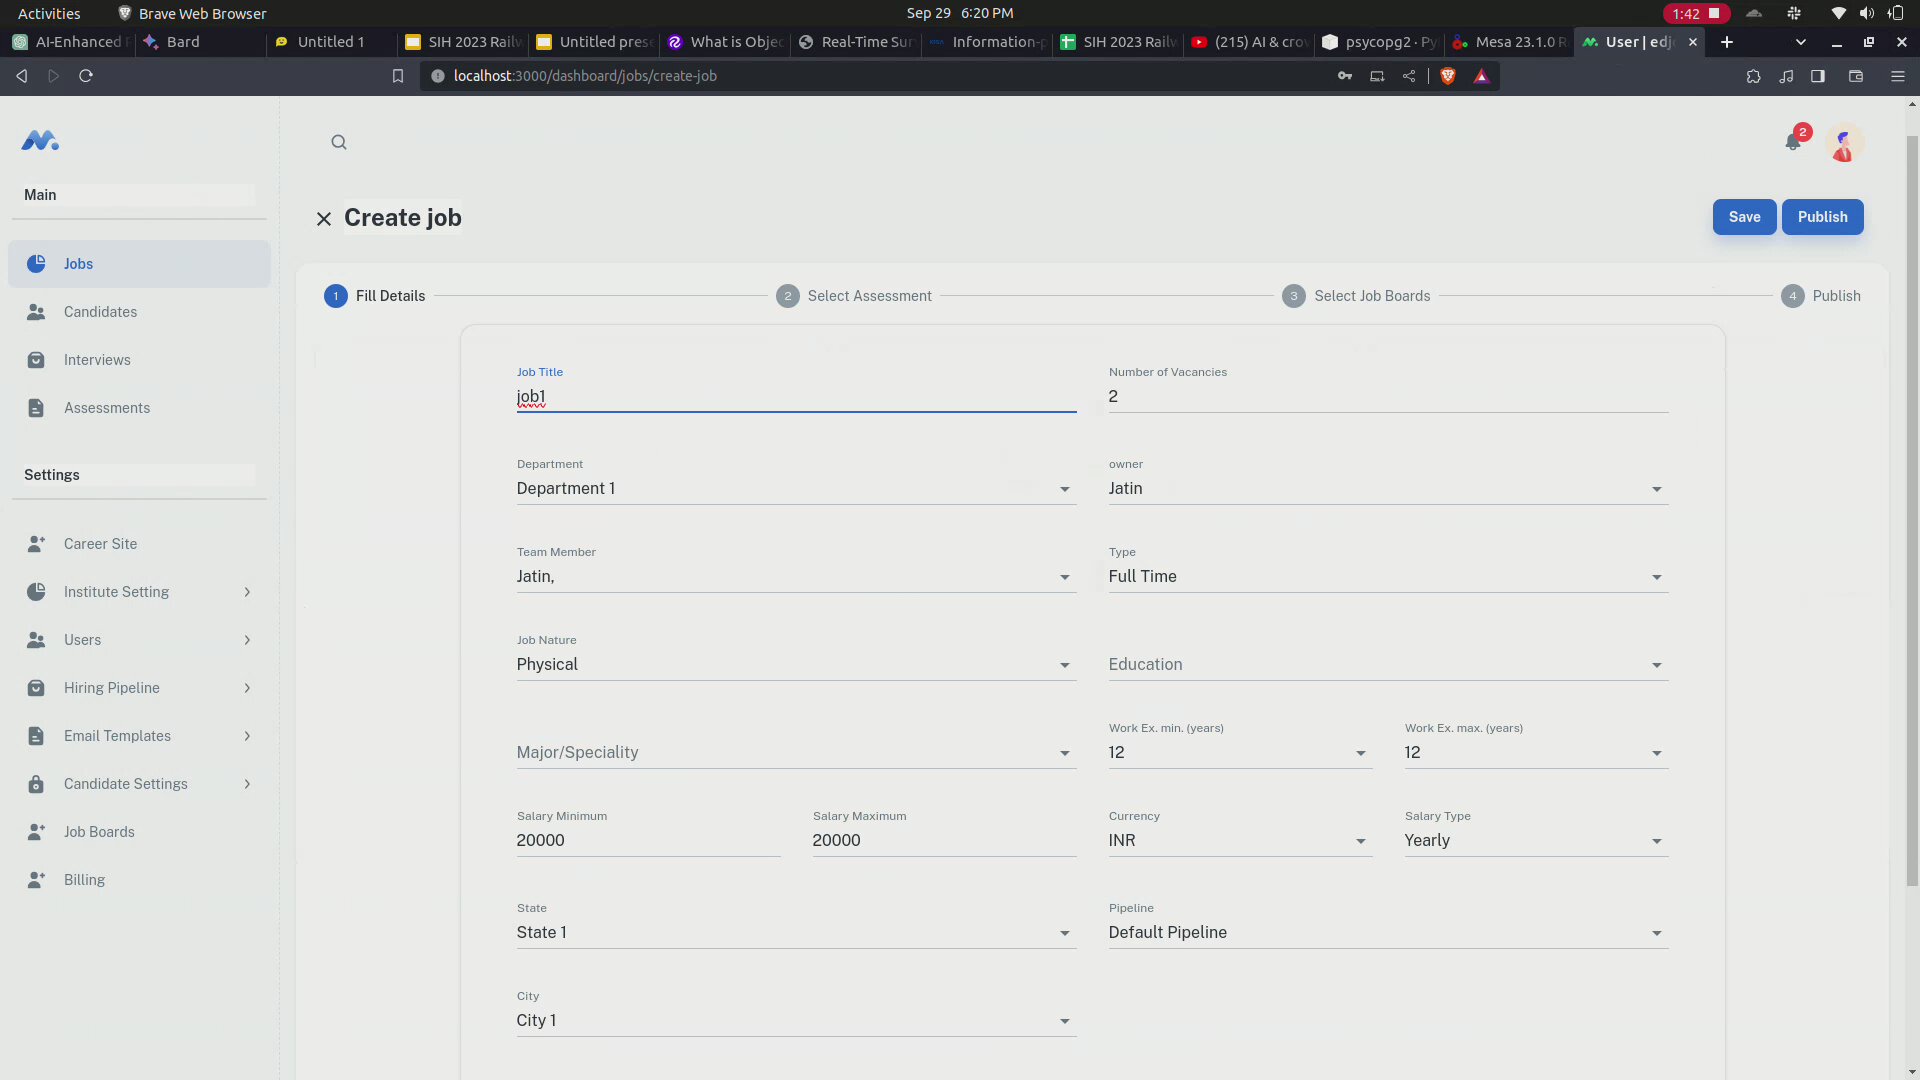 Activities Brave Web Browser Sep 29 6:20 PM 1:42
AI-Enhanced Bard Untitled 1 SIH 2023 Railw Untitled prese What is Objec Real-Time Sur Information-p SIH 2023 Railw (215) AI & crow psycopg2 · Py Mesa 23.1.0 R User | edj
localhost:3000/dashboard/jobs/create-job
2
Main
Create job
Save Publish
Jobs
1 Fill Details 2 Select Assessment 3 Select Job Boards 4 Publish
Candidates
Interviews
Assessments
Job Title Number of Vacancies
job1 2
Settings
Department owner
Department 1 Jatin
Career Site
Institute Setting
Users
Hiring Pipeline
Email Templates
Candidate Settings
Job Boards
Billing
Team Member Type
Jatin, Full Time
Job Nature
Physical Education
Work Ex. min. (years) Work Ex. max. (years)
Major/Speciality 12 12
Salary Minimum Salary Maximum Currency Salary Type
20000 20000 INR Yearly
State Pipeline
State 1 Default Pipeline
City
City 1